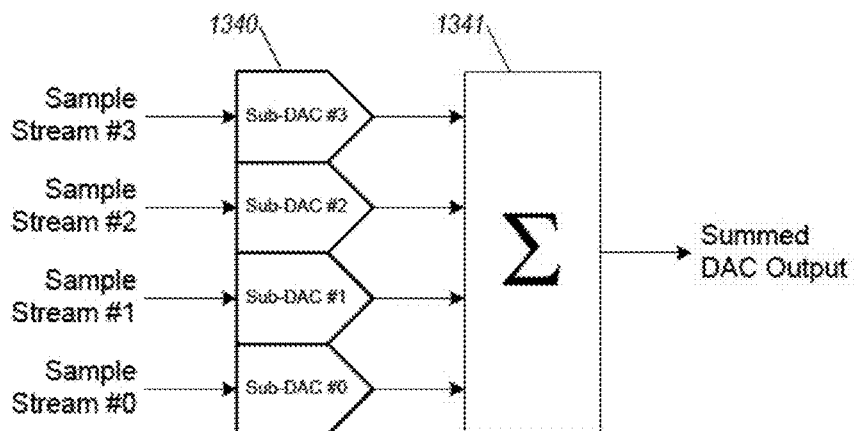 1340
1341
Sample
Stream #3
Sub-DAC #3
Sample
Stream #2
Sub-DAC #2
Σ
Summed
DAC Output
Sample
Stream #1
Sub-DAC #1
Sample
Stream #0
Sub-DAC #0